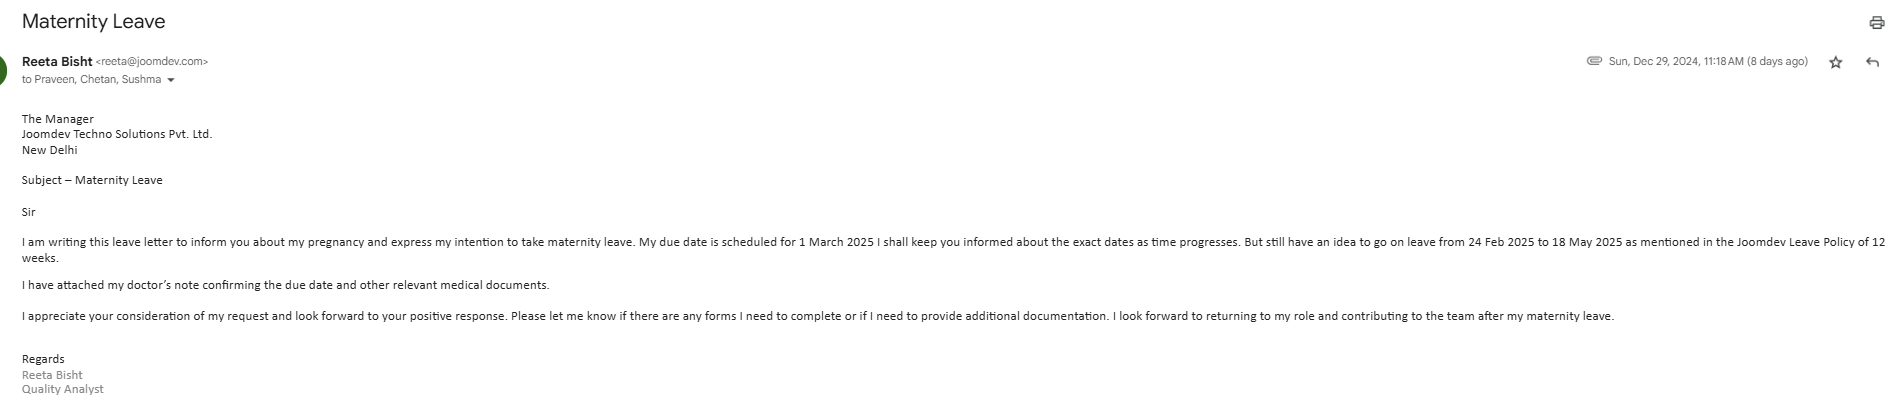 Maternity Leave
Reeta Bisht <reeta@joomdev.com>
Sun, Dec 29, 2024, 11:18 AM (8 days ago)
to Praveen, Chetan, Sushma
The Manager
Joomdev Techno Solutions Pvt. Ltd.
New Delhi
Subject – Maternity Leave
Sir
I am writing this leave letter to inform you about my pregnancy and express my intention to take maternity leave. My due date is scheduled for 1 March 2025 I shall keep you informed about the exact dates as time progresses. But still have an idea to go on leave from 24 Feb 2025 to 18 May 2025 as mentioned in the Joomdev Leave Policy of 12
weeks.
I have attached my doctor’s note confirming the due date and other relevant medical documents.
I appreciate your consideration of my request and look forward to your positive response. Please let me know if there are any forms I need to complete or if I need to provide additional documentation. I look forward to returning to my role and contributing to the team after my maternity leave.
Regards
Reeta Bisht
Quality Analyst